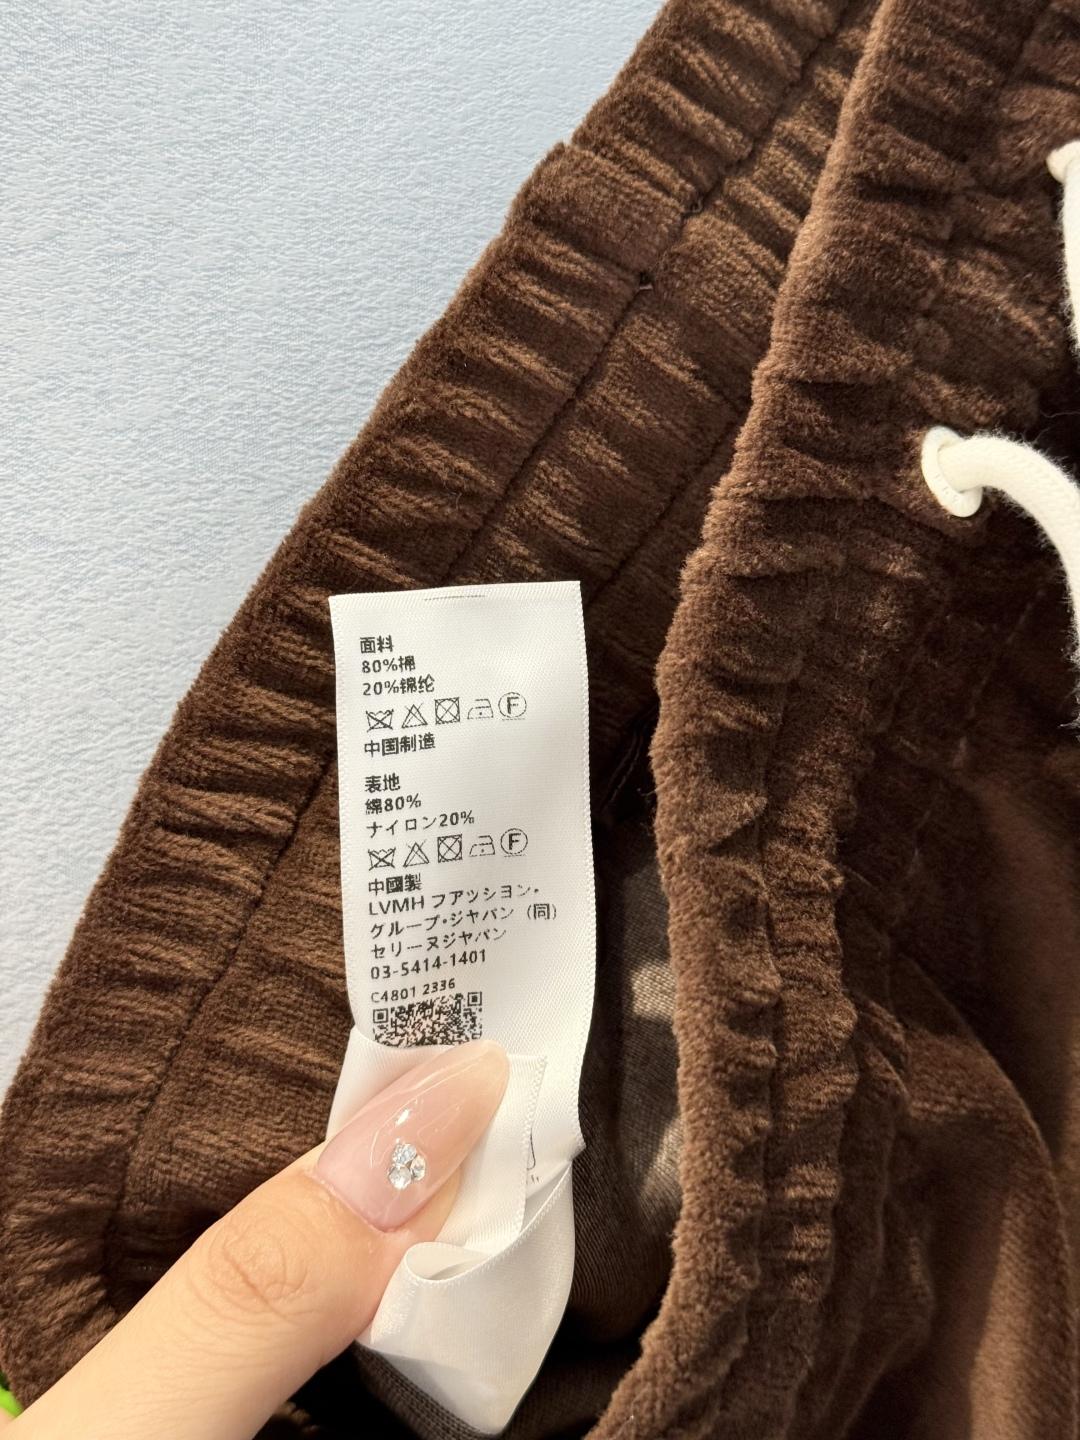 面料
80%棉
20%锦纶
F
中国制造
表地
綿80%
ナイロン20%
F
中國製
LVMH ファッション・
グループ・ジャパン (同)
セリーヌジャパン
03-5414-1401
C4801 2336